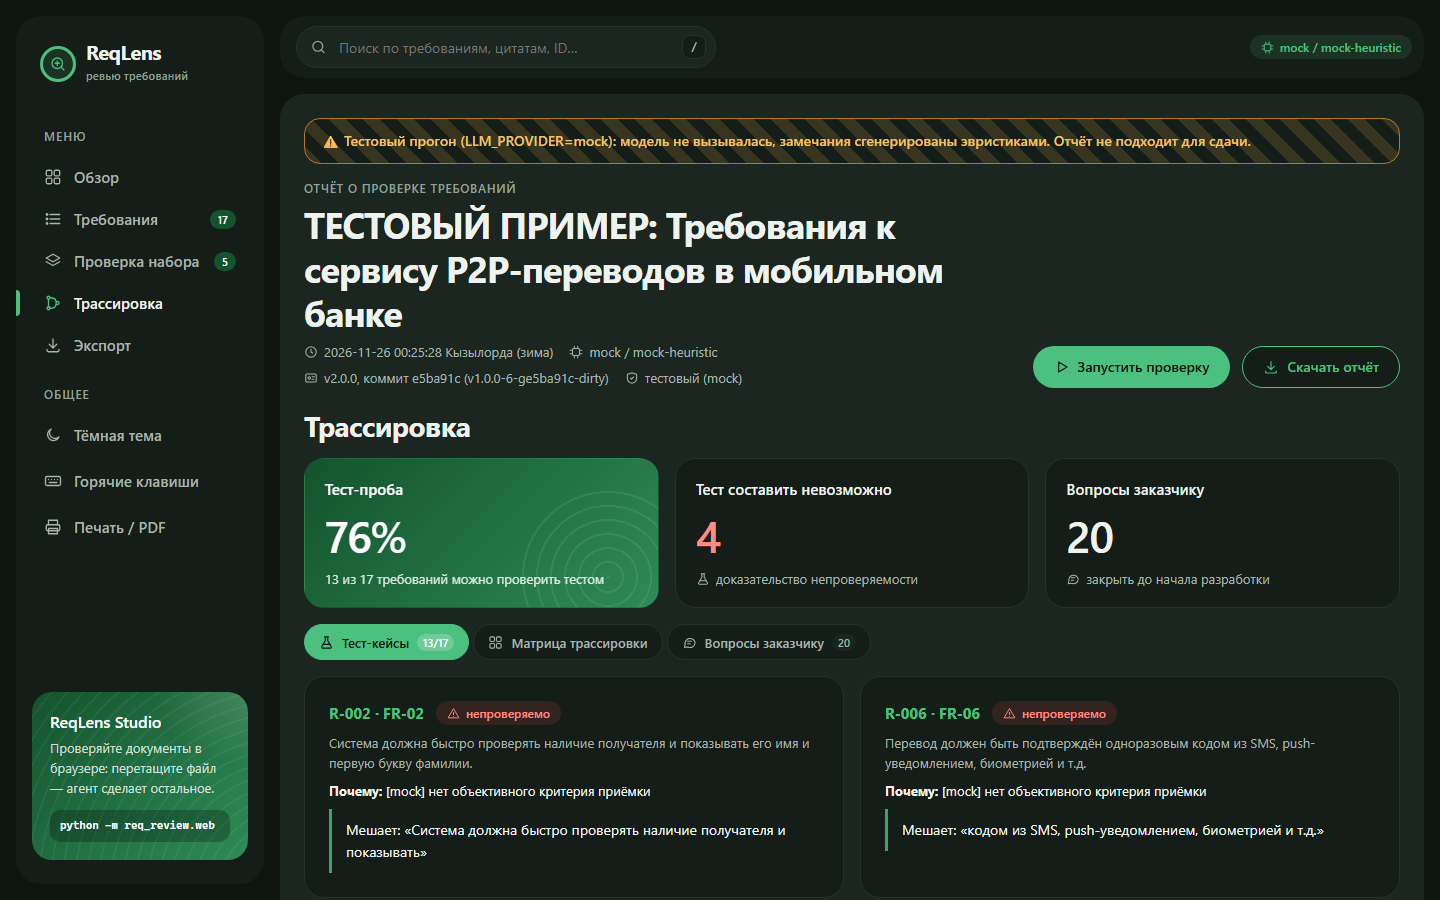 ReqLens
ревью требований
МЕНЮ
Обзор
Требования 17
Проверка набора 5
Трассировка
Экспорт
ОБЩЕЕ
Тёмная тема
Горячие клавиши
Печать / PDF
ReqLens Studio
Проверяйте документы в
браузере: перетащите файл
— агент сделает остальное.
python -m req_review.web
Поиск по требованиям, цитатам, ID... /
mock / mock-heuristic
Тестовый прогон (LLM_PROVIDER=mock): модель не вызывалась, замечания сгенерированы эвристиками. Отчёт не подходит для сдачи.
ОТЧЁТ О ПРОВЕРКЕ ТРЕБОВАНИЙ
ТЕСТОВЫЙ ПРИМЕР: Требования к
сервису P2P-переводов в мобильном
банке
2026-11-26 00:25:28 Кызылорда (зима) mock / mock-heuristic
v2.0.0, коммит e5ba91c (v1.0.0-6-ge5ba91c-dirty) тестовый (mock)
Запустить проверку
Скачать отчёт
Трассировка
Тест-проба
76%
13 из 17 требований можно проверить тестом
Тест составить невозможно
4
доказательство непроверяемости
Вопросы заказчику
20
закрыть до начала разработки
Тест-кейсы 13/17
Матрица трассировки
Вопросы заказчику 20
R-002 · FR-02 непроверяемо
Система должна быстро проверять наличие получателя и показывать его имя и
первую букву фамилии.
Почему: [mock] нет объективного критерия приёмки
Мешает: «Система должна быстро проверять наличие получателя и
показывать»
R-006 · FR-06 непроверяемо
Перевод должен быть подтверждён одноразовым кодом из SMS, push-
уведомлением, биометрией и т.д.
Почему: [mock] нет объективного критерия приёмки
Мешает: «кодом из SMS, push-уведомлением, биометрией и т.д.»